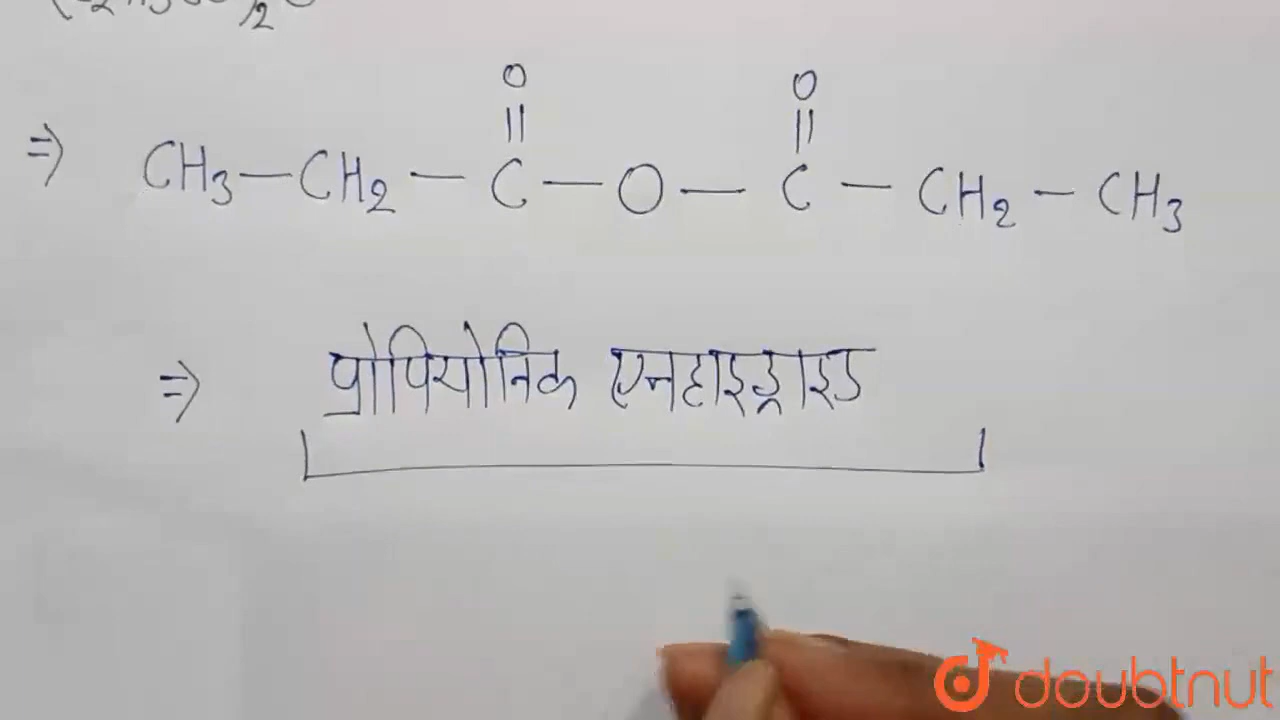 O O
|| ||
⇒ CH3—CH2—C—O—C—CH2—CH3
⇒ प्रोपियोनिक एनहाइड्राइड
doubtnut